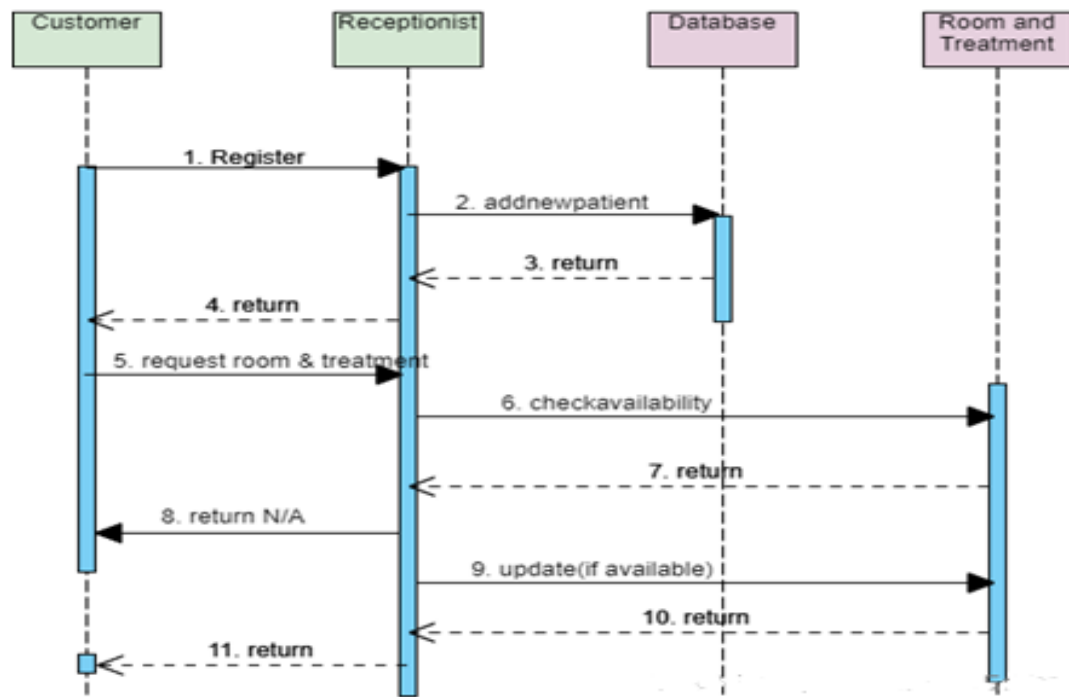 Customer
Receptionist
Database
Room and
Treatment
1. Register
2. addnewpatient
3. return
4. return
5. request room & treatment
6. checkavailability
7. return
8. return N/A
9. update(if available)
10. return
11. return